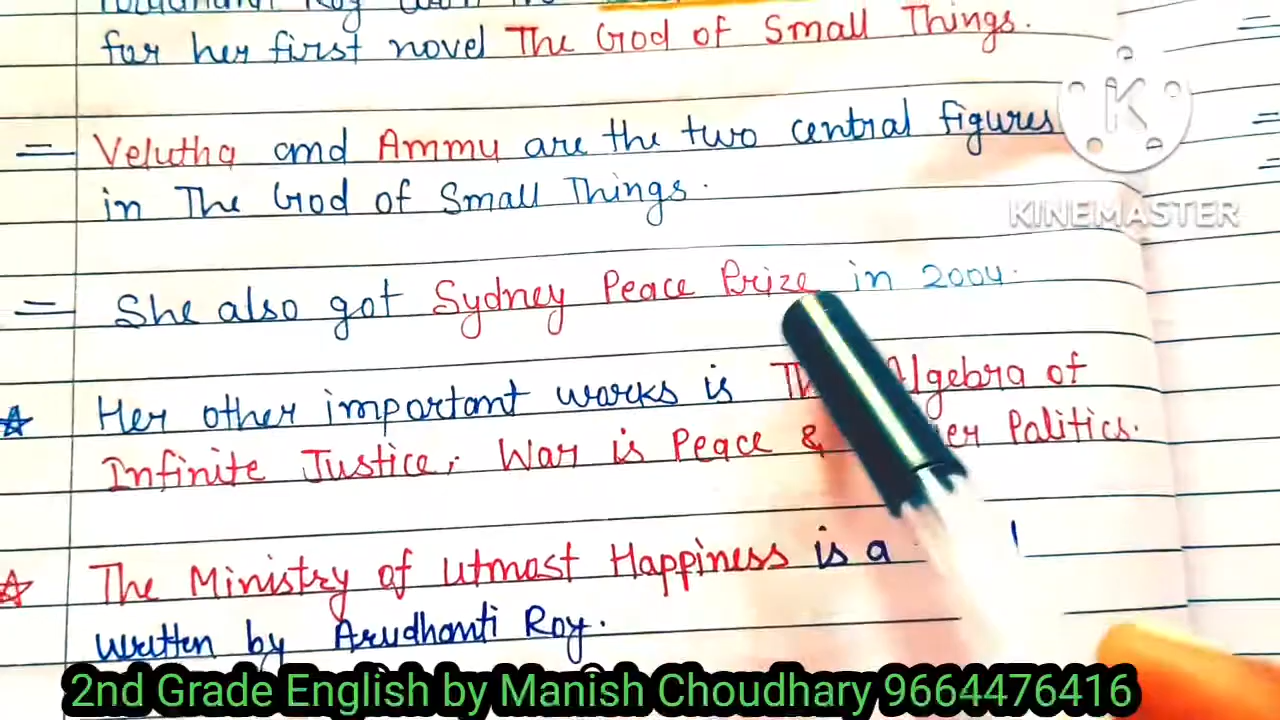 for her first novel The God of Small Things.
= Velutha and Ammu are the two central figures
in The God of Small Things.
= She also got Sydney Peace Prize in 2004.
Her other important works is Algebra of
Infinite Justice, War is Peace & Politics.
The Ministry of Utmost Happiness is a
written by Arudhanti Roy.
K
KINEMASTER
2nd Grade English by Manish Choudhary 9664476416